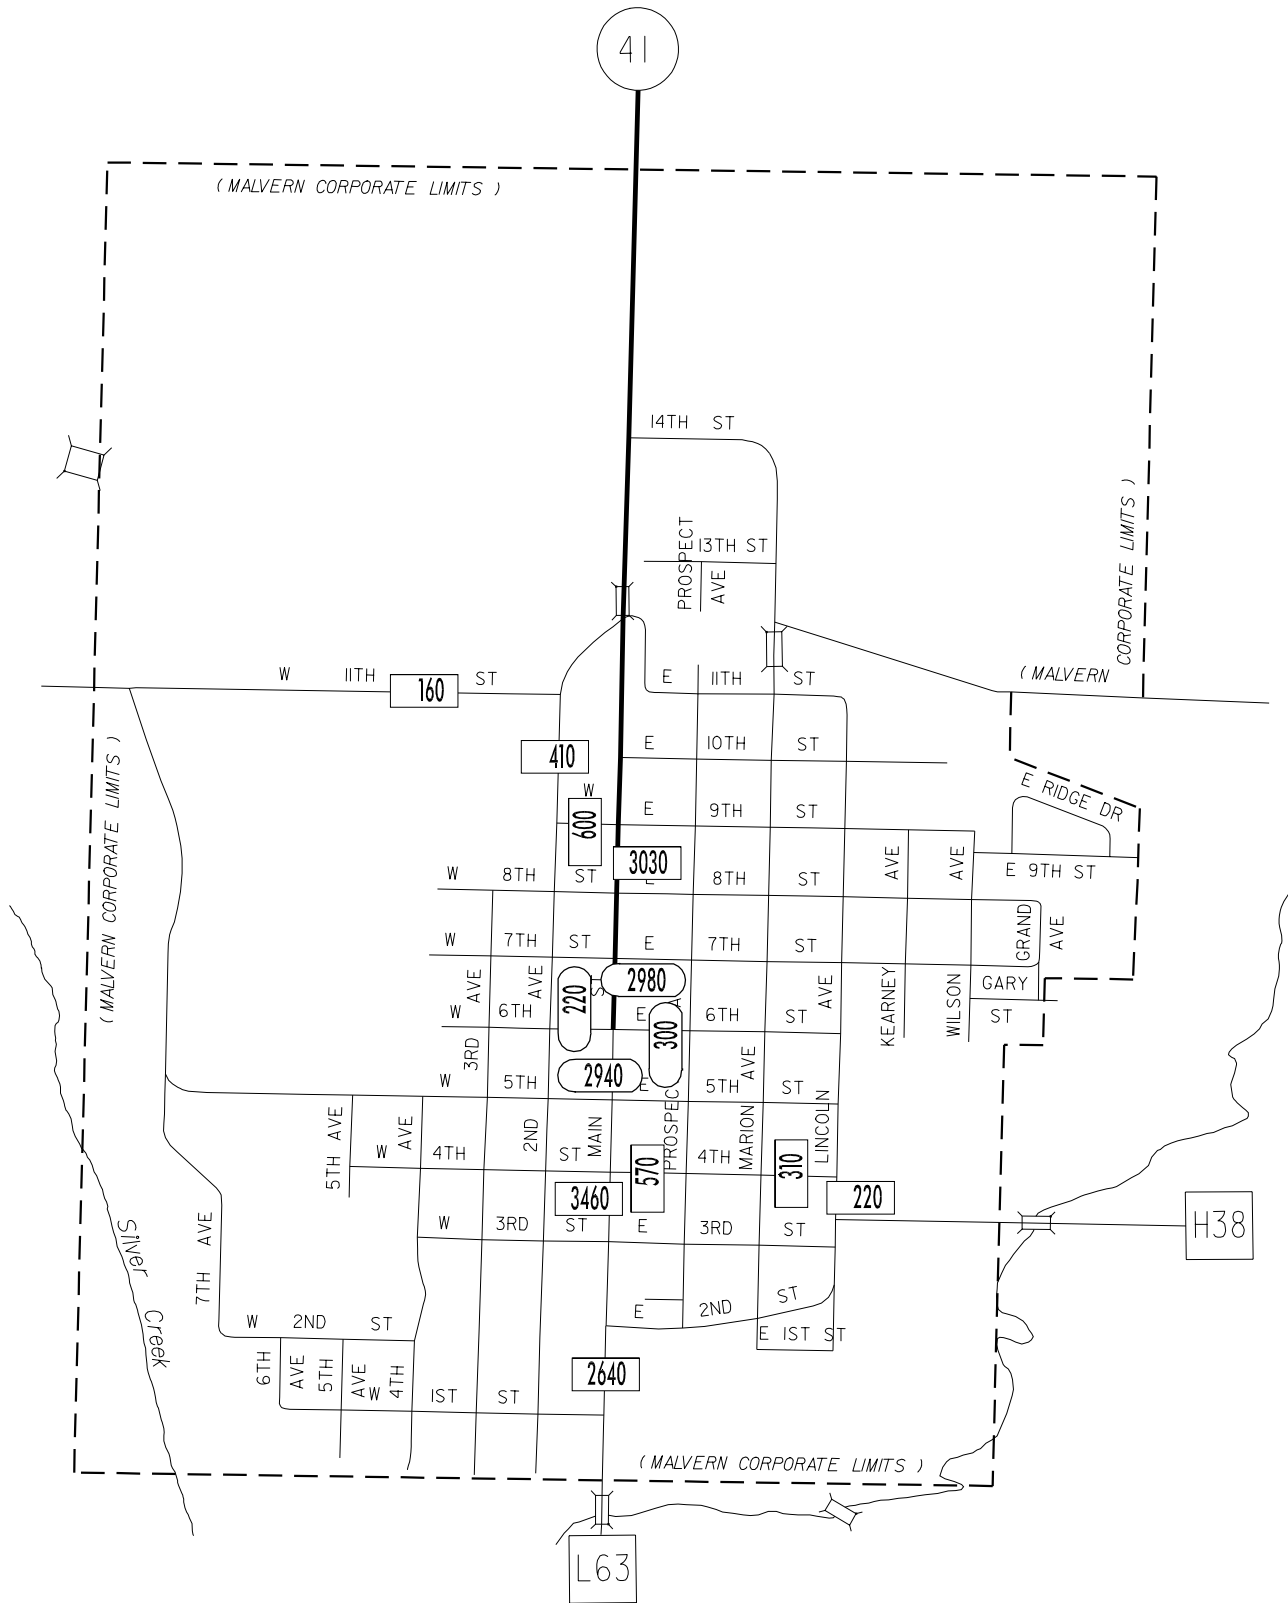 41
( MALVERN CORPORATE LIMITS )
14TH ST
13TH ST
PROSPECT
AVE
CORPORATE LIMITS )
( MALVERN
W 11TH ST
160
E 11TH ST
410
E 10TH ST
W
600
E 9TH ST
E RIDGE DR
3030
W 8TH ST
8TH ST
AVE
AVE
E 9TH ST
( MALVERN CORPORATE LIMITS )
W 7TH ST
E 7TH ST
GRAND
AVE
2980
220
AVE
AVE
AVE
KEARNEY
WILSON
GARY
ST
W 6TH
E 6TH ST
300
3RD
2940
W 5TH
E 5TH ST
AVE
5TH AVE
AVE
W 4TH ST
2ND
MAIN
PROSPECT
4TH
MARION
LINCOLN
570
310
3460
220
W 3RD ST
E 3RD ST
H38
Silver
Creek
7TH AVE
W 2ND ST
E 2ND ST
E 1ST ST
6TH
AVE
5TH
AVE
4TH
W 1ST ST
2640
( MALVERN CORPORATE LIMITS )
L63